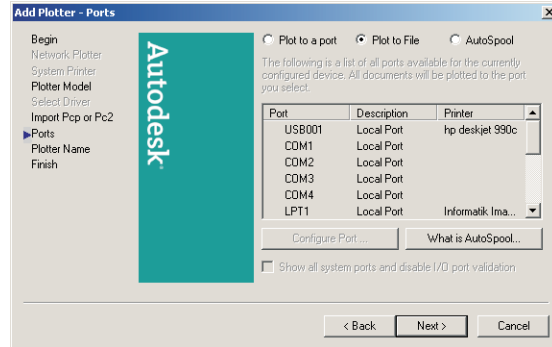 Add Plotter - Ports
Begin
Network Plotter
System Printer
Plotter Model
Select Driver
Import Pcp or Pc2
Ports
Plotter Name
Finish
Autodesk
Plot to a port Plot to File AutoSpool
The following is a list of all ports available for the currently
configured device. All documents will be plotted to the port
you select.
Port Description Printer
USB001 Local Port hp deskjet 990c
COM1 Local Port
COM2 Local Port
COM3 Local Port
COM4 Local Port
LPT1 Local Port Informatik Ima...
Configure Port ... What is AutoSpool...
Show all system ports and disable I/O port validation
< Back Next > Cancel